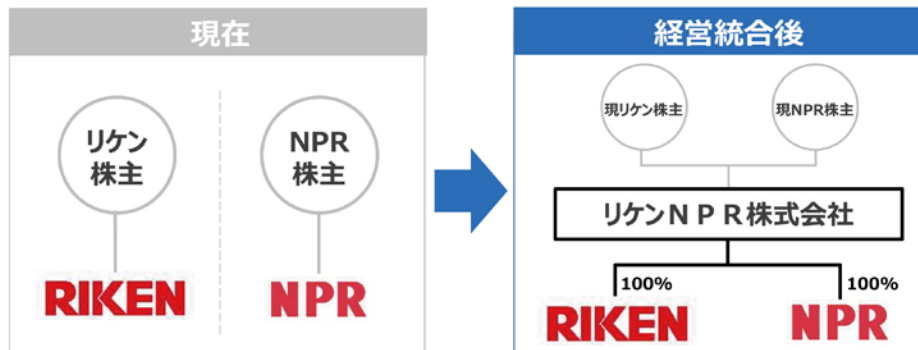 現在
リケン
株主
NPR
株主
RIKEN
NPR
経営統合後
現リケン株主
現NPR株主
リケンNPR株式会社
100%
100%
RIKEN
NPR